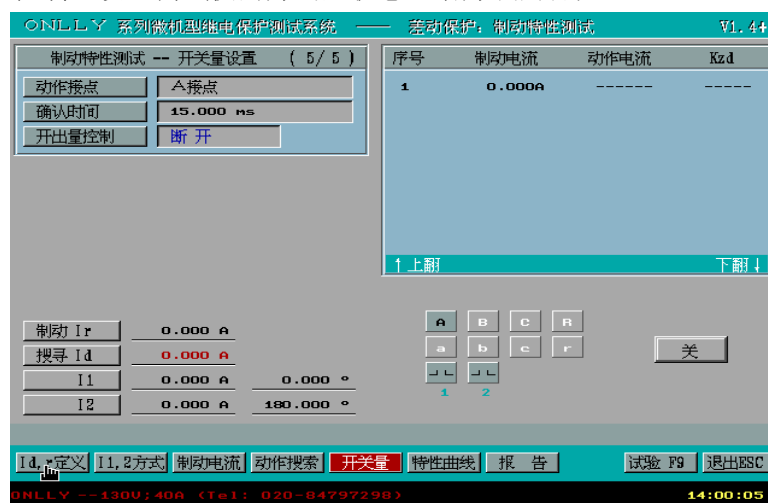 ONLLY 系列微机型继电保护测试系统 —— 差动保护：制动特性测试 V1.4+
制动特性测试 -- 开关量设置 ( 5/ 5 )
动作接点 A接点
确认时间 15.000 ms
开出量控制 断 开
序号 制动电流 动作电流 Kzd
1 0.000A ------ -----
↑上翻 下翻↓
制动 Ir 0.000 A
搜寻 Id 0.000 A
I1 0.000 A 0.000 °
I2 0.000 A 180.000 °
A B C R
a b c r
1 2
关
Id,r定义 I1,2方式 制动电流 动作搜索 开关量 特性曲线 报 告 试验 F9 退出ESC
ONLLY --130V;40A (Tel: 020-84797298) 14:00:05